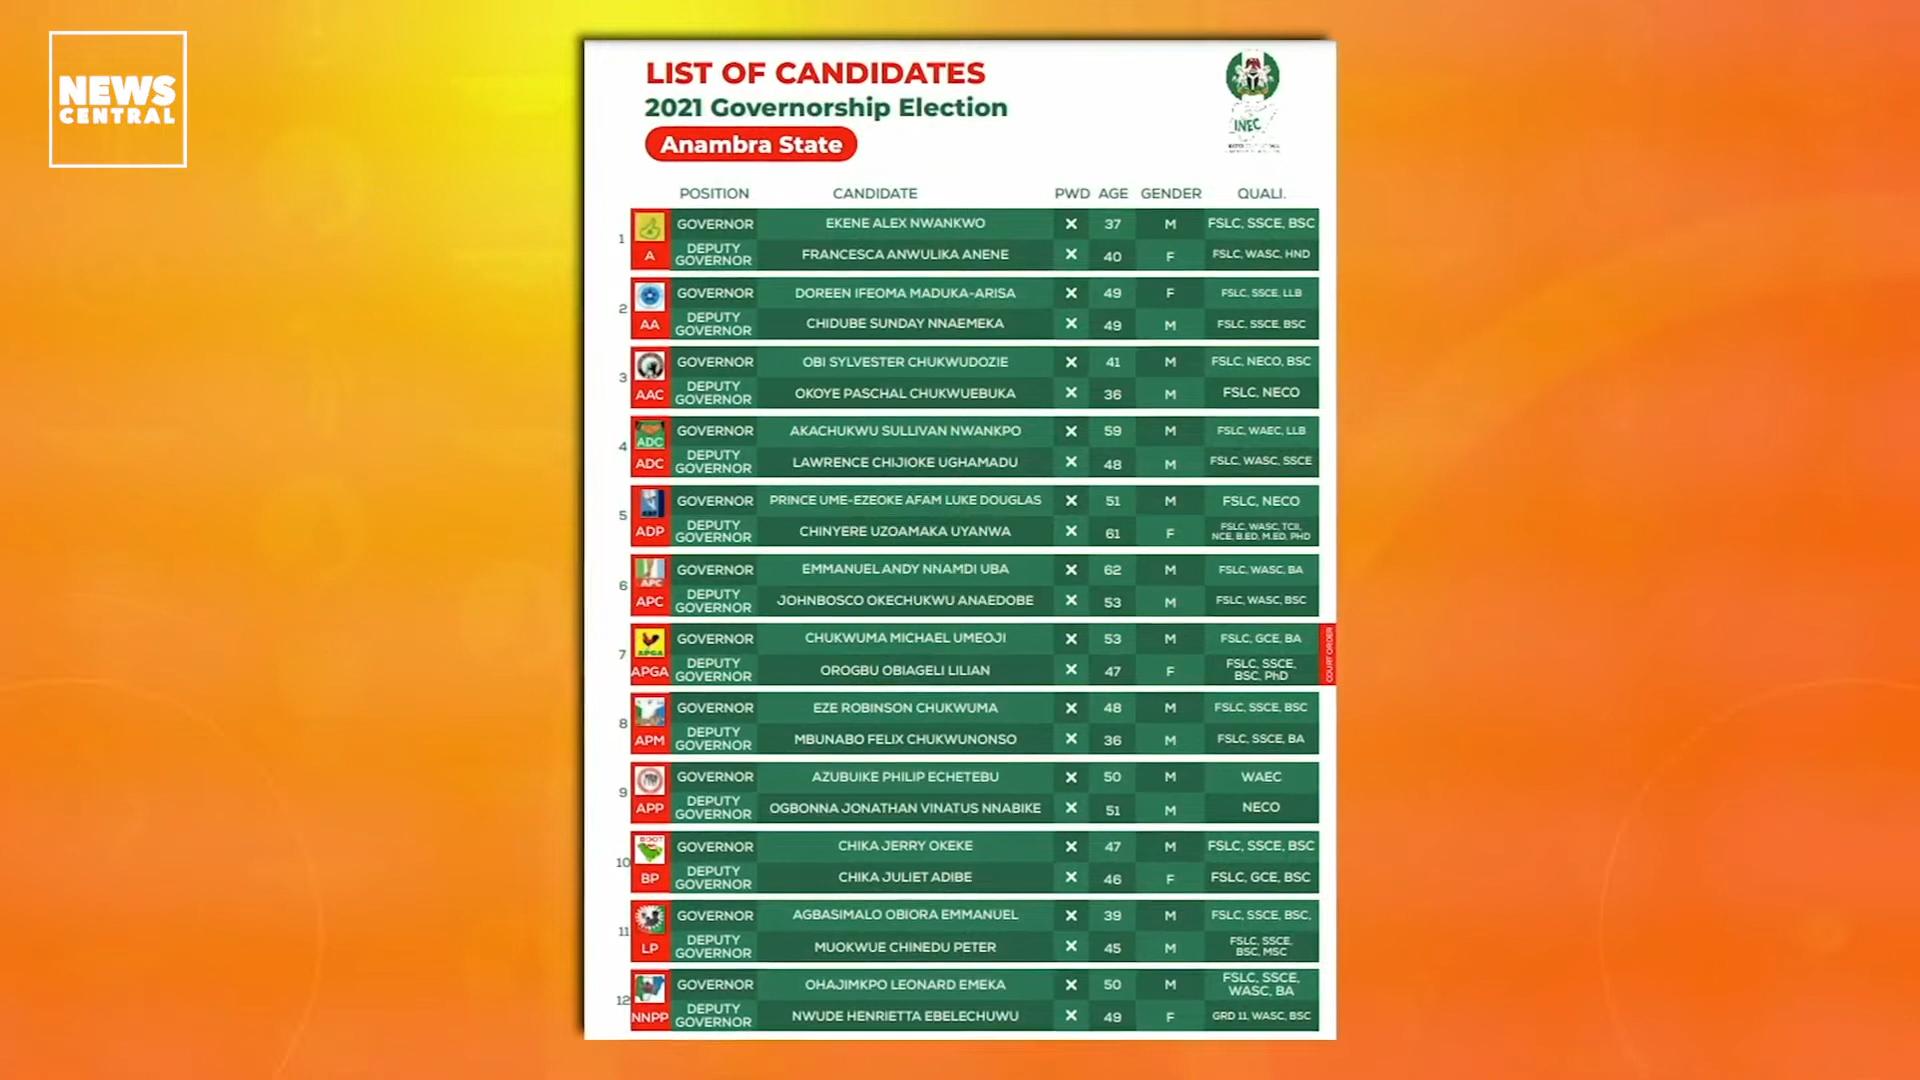 NEWS
CENTRAL
LIST OF CANDIDATES
2021 Governorship Election
Anambra State
INEC
POSITION CANDIDATE PWD AGE GENDER QUALI.
1 A GOVERNOR EKENE ALEX NWANKWO X 37 M FSLC, SSCE, BSC
DEPUTY GOVERNOR FRANCESCA ANWULIKA ANENE X 40 F FSLC, WASC, HND
2 AA GOVERNOR DOREEN IFEOMA MADUKA-ARISA X 49 F FSLC, SSCE, LLB
DEPUTY GOVERNOR CHIDUBE SUNDAY NNAEMEKA X 49 M FSLC, SSCE, BSC
3 AAC GOVERNOR OBI SYLVESTER CHUKWUDOZIE X 41 M FSLC, NECO, BSC
DEPUTY GOVERNOR OKOYE PASCHAL CHUKWUEBUKA X 36 M FSLC, NECO
4 ADC ADC GOVERNOR AKACHUKWU SULLIVAN NWANKPO X 59 M FSLC, WAEC, LLB
DEPUTY GOVERNOR LAWRENCE CHIJIOKE UGHAMADU X 48 M FSLC, WASC, SSCE
5 ADP GOVERNOR PRINCE UME-EZEOKE AFAM LUKE DOUGLAS X 51 M FSLC, NECO
DEPUTY GOVERNOR CHINYERE UZOAMAKA UYANWA X 61 F FSLC, WASC, TCII, NCE, B.ED, M.ED, PHD
6 APC APC GOVERNOR EMMANUEL ANDY NNAMDI UBA X 62 M FSLC, WASC, BA
DEPUTY GOVERNOR JOHNBOSCO OKECHUKWU ANAEDOBE X 53 M FSLC, WASC, BSC
7 APGA APGA GOVERNOR CHUKWUMA MICHAEL UMEOJI X 53 M FSLC, GCE, BA COURT ORDER
DEPUTY GOVERNOR OROGBU OBIAGELI LILIAN X 47 F FSLC, SSCE, BSC, PhD
8 APM GOVERNOR EZE ROBINSON CHUKWUMA X 48 M FSLC, SSCE, BSC
DEPUTY GOVERNOR MBUNABO FELIX CHUKWUNONSO X 36 M FSLC, SSCE, BA
9 APP GOVERNOR AZUBUIKE PHILIP ECHETEBU X 50 M WAEC
DEPUTY GOVERNOR OGBONNA JONATHAN VINATUS NNABIKE X 51 M NECO
10 BOOT BP GOVERNOR CHIKA JERRY OKEKE X 47 M FSLC, SSCE, BSC
DEPUTY GOVERNOR CHIKA JULIET ADIBE X 46 F FSLC, GCE, BSC
11 LP GOVERNOR AGBASIMALO OBIORA EMMANUEL X 39 M FSLC, SSCE, BSC,
DEPUTY GOVERNOR MUOKWUE CHINEDU PETER X 45 M FSLC, SSCE, BSC, MSC
12 NNPP GOVERNOR OHAJIMKPO LEONARD EMEKA X 50 M FSLC, SSCE, WASC, BA
DEPUTY GOVERNOR NWUDE HENRIETTA EBELECHUWU X 49 F GRD 11, WASC, BSC